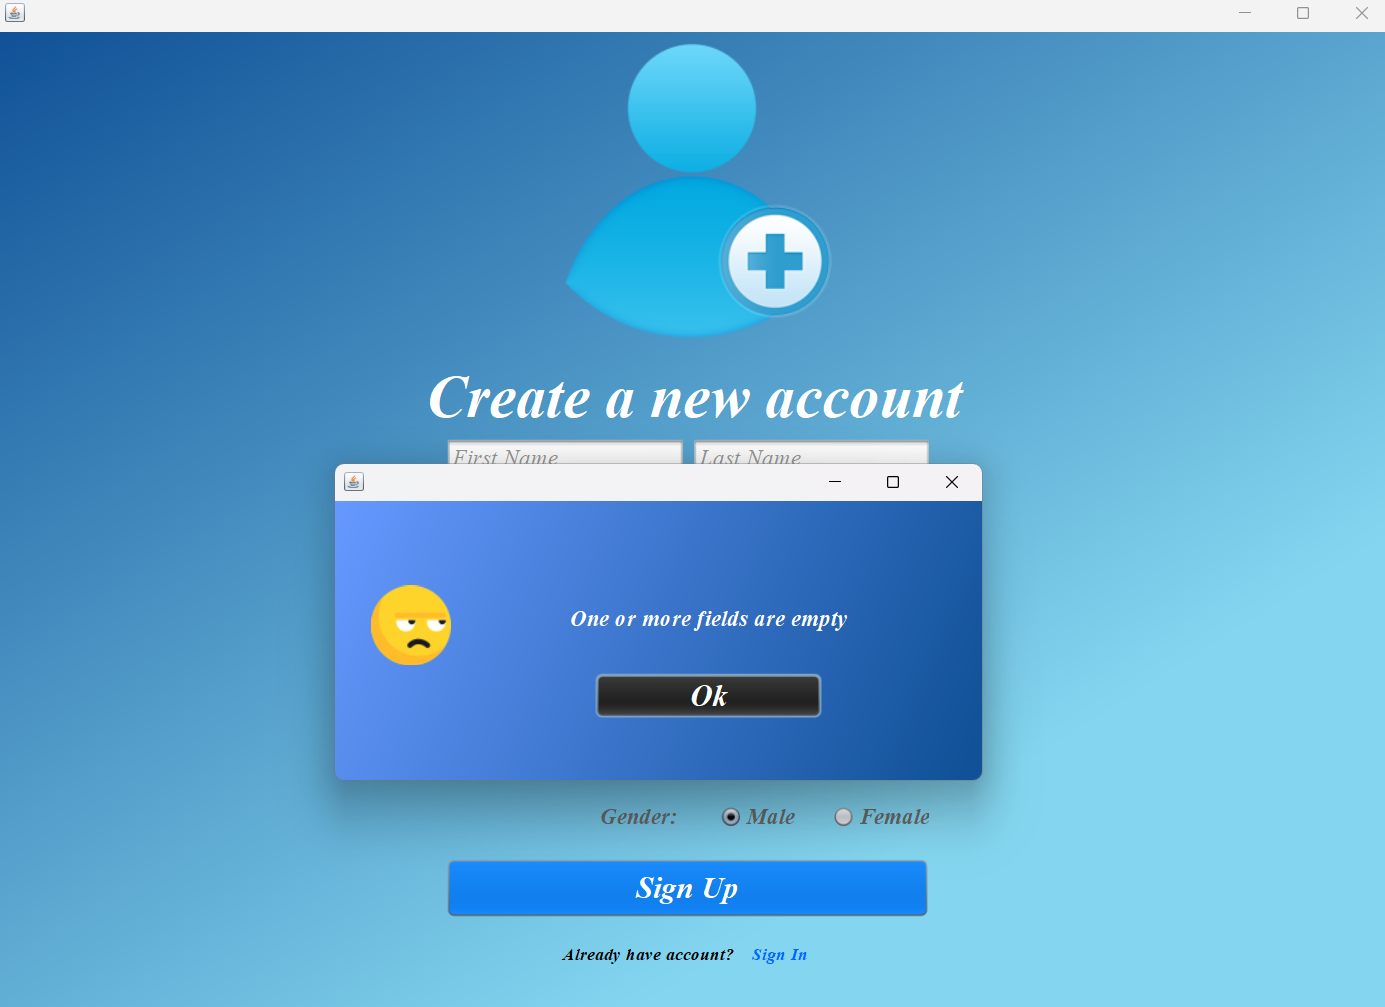 Create a new account
First Name Last Name
One or more fields are empty
Ok
Gender: Male Female
Sign Up
Already have account? Sign In